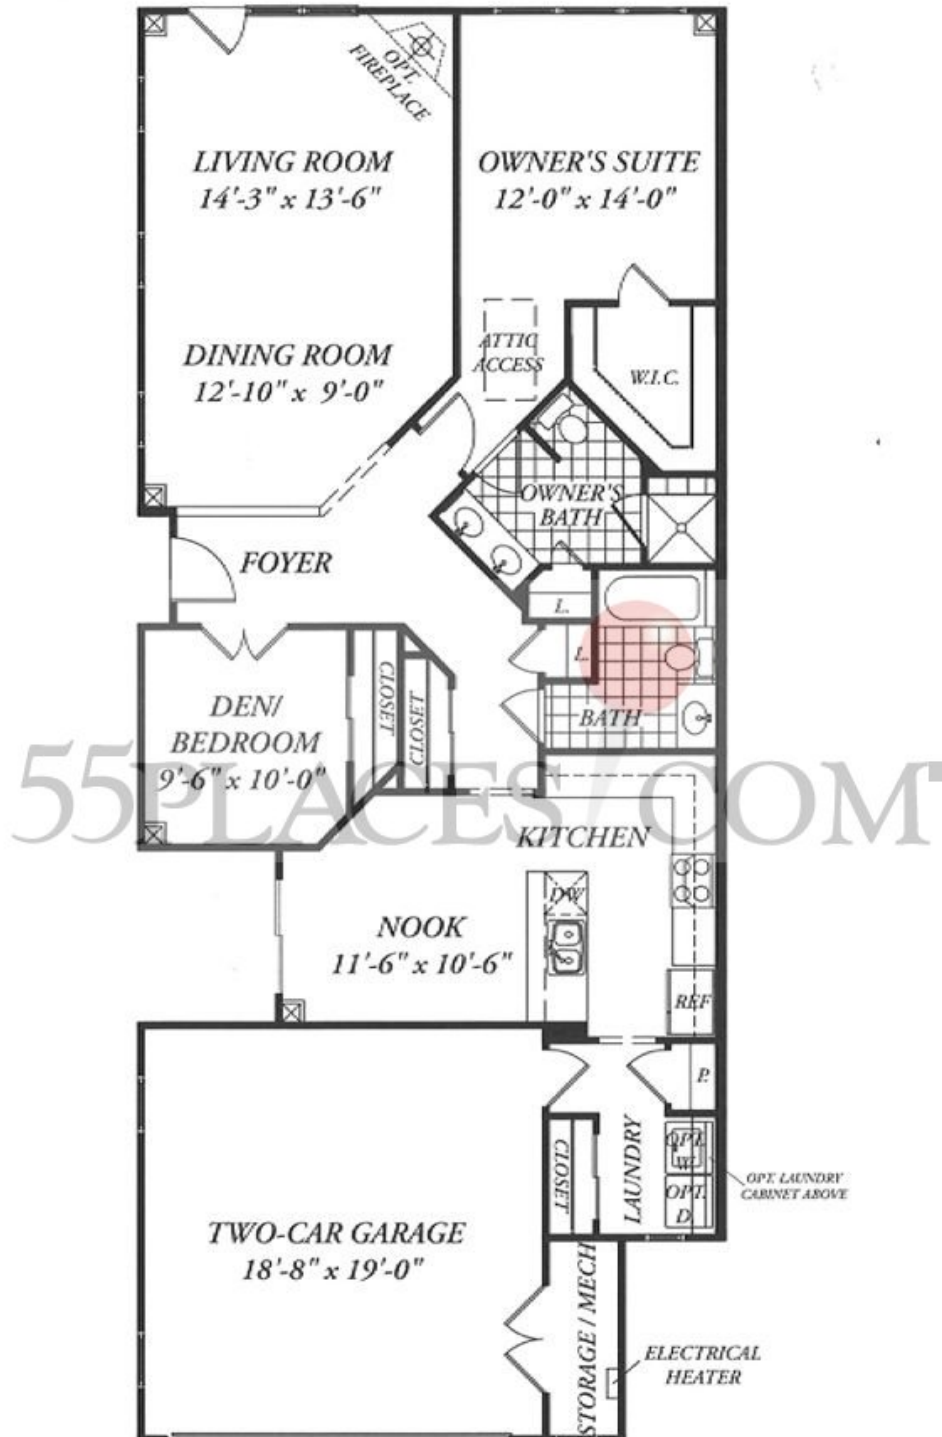 OPT.
FIREPLACE
LIVING ROOM
14'-3" x 13'-6"
OWNER'S SUITE
12'-0" x 14'-0"
ATTIC
ACCESS
W.I.C.
DINING ROOM
12'-10" x 9'-0"
OWNER'S
BATH
FOYER
L.
L.
BATH
DEN/
BEDROOM
9'-6" x 10'-0"
CLOSET
CLOSET
55PLACES.COM
KITCHEN
DW
NOOK
11'-6" x 10'-6"
REF
P.
LAUNDRY
CLOSET
OPT.
W
OPT.
D
OPT. LAUNDRY
CABINET ABOVE
TWO-CAR GARAGE
18'-8" x 19'-0"
STORAGE / MECH
ELECTRICAL
HEATER